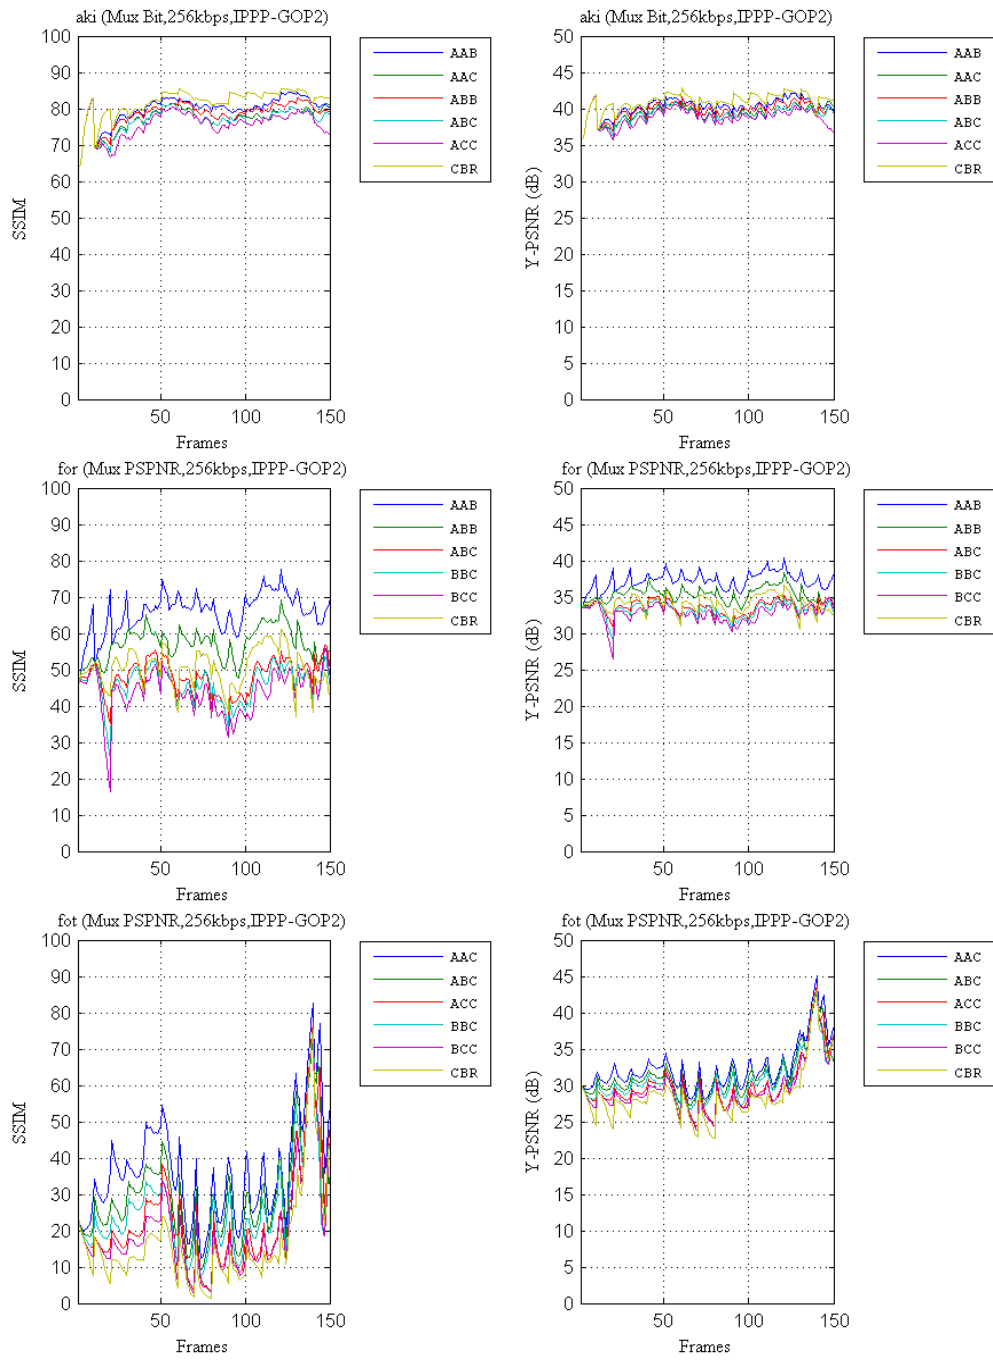 aki (Mux Bit,256kbps,IPPP-GOP2)
100
90
80
70
60
50
40
30
20
10
0
SSIM
50
100
150
Frames
AAB
AAC
ABB
ABC
ACC
CBR
aki (Mux Bit,256kbps,IPPP-GOP2)
50
45
40
35
30
25
20
15
10
5
0
Y-PSNR (dB)
50
100
150
Frames
AAB
AAC
ABB
ABC
ACC
CBR
for (Mux PSPNR,256kbps,IPPP-GOP2)
100
90
80
70
60
50
40
30
20
10
0
SSIM
50
100
150
Frames
AAB
ABB
ABC
BBC
BCC
CBR
for (Mux PSPNR,256kbps,IPPP-GOP2)
50
45
40
35
30
25
20
15
10
5
0
Y-PSNR (dB)
50
100
150
Frames
AAB
ABB
ABC
BBC
BCC
CBR
fot (Mux PSPNR,256kbps,IPPP-GOP2)
100
90
80
70
60
50
40
30
20
10
0
SSIM
50
100
150
Frames
AAC
ABC
ACC
BBC
BCC
CBR
fot (Mux PSPNR,256kbps,IPPP-GOP2)
50
45
40
35
30
25
20
15
10
5
0
Y-PSNR (dB)
50
100
150
Frames
AAC
ABC
ACC
BBC
BCC
CBR